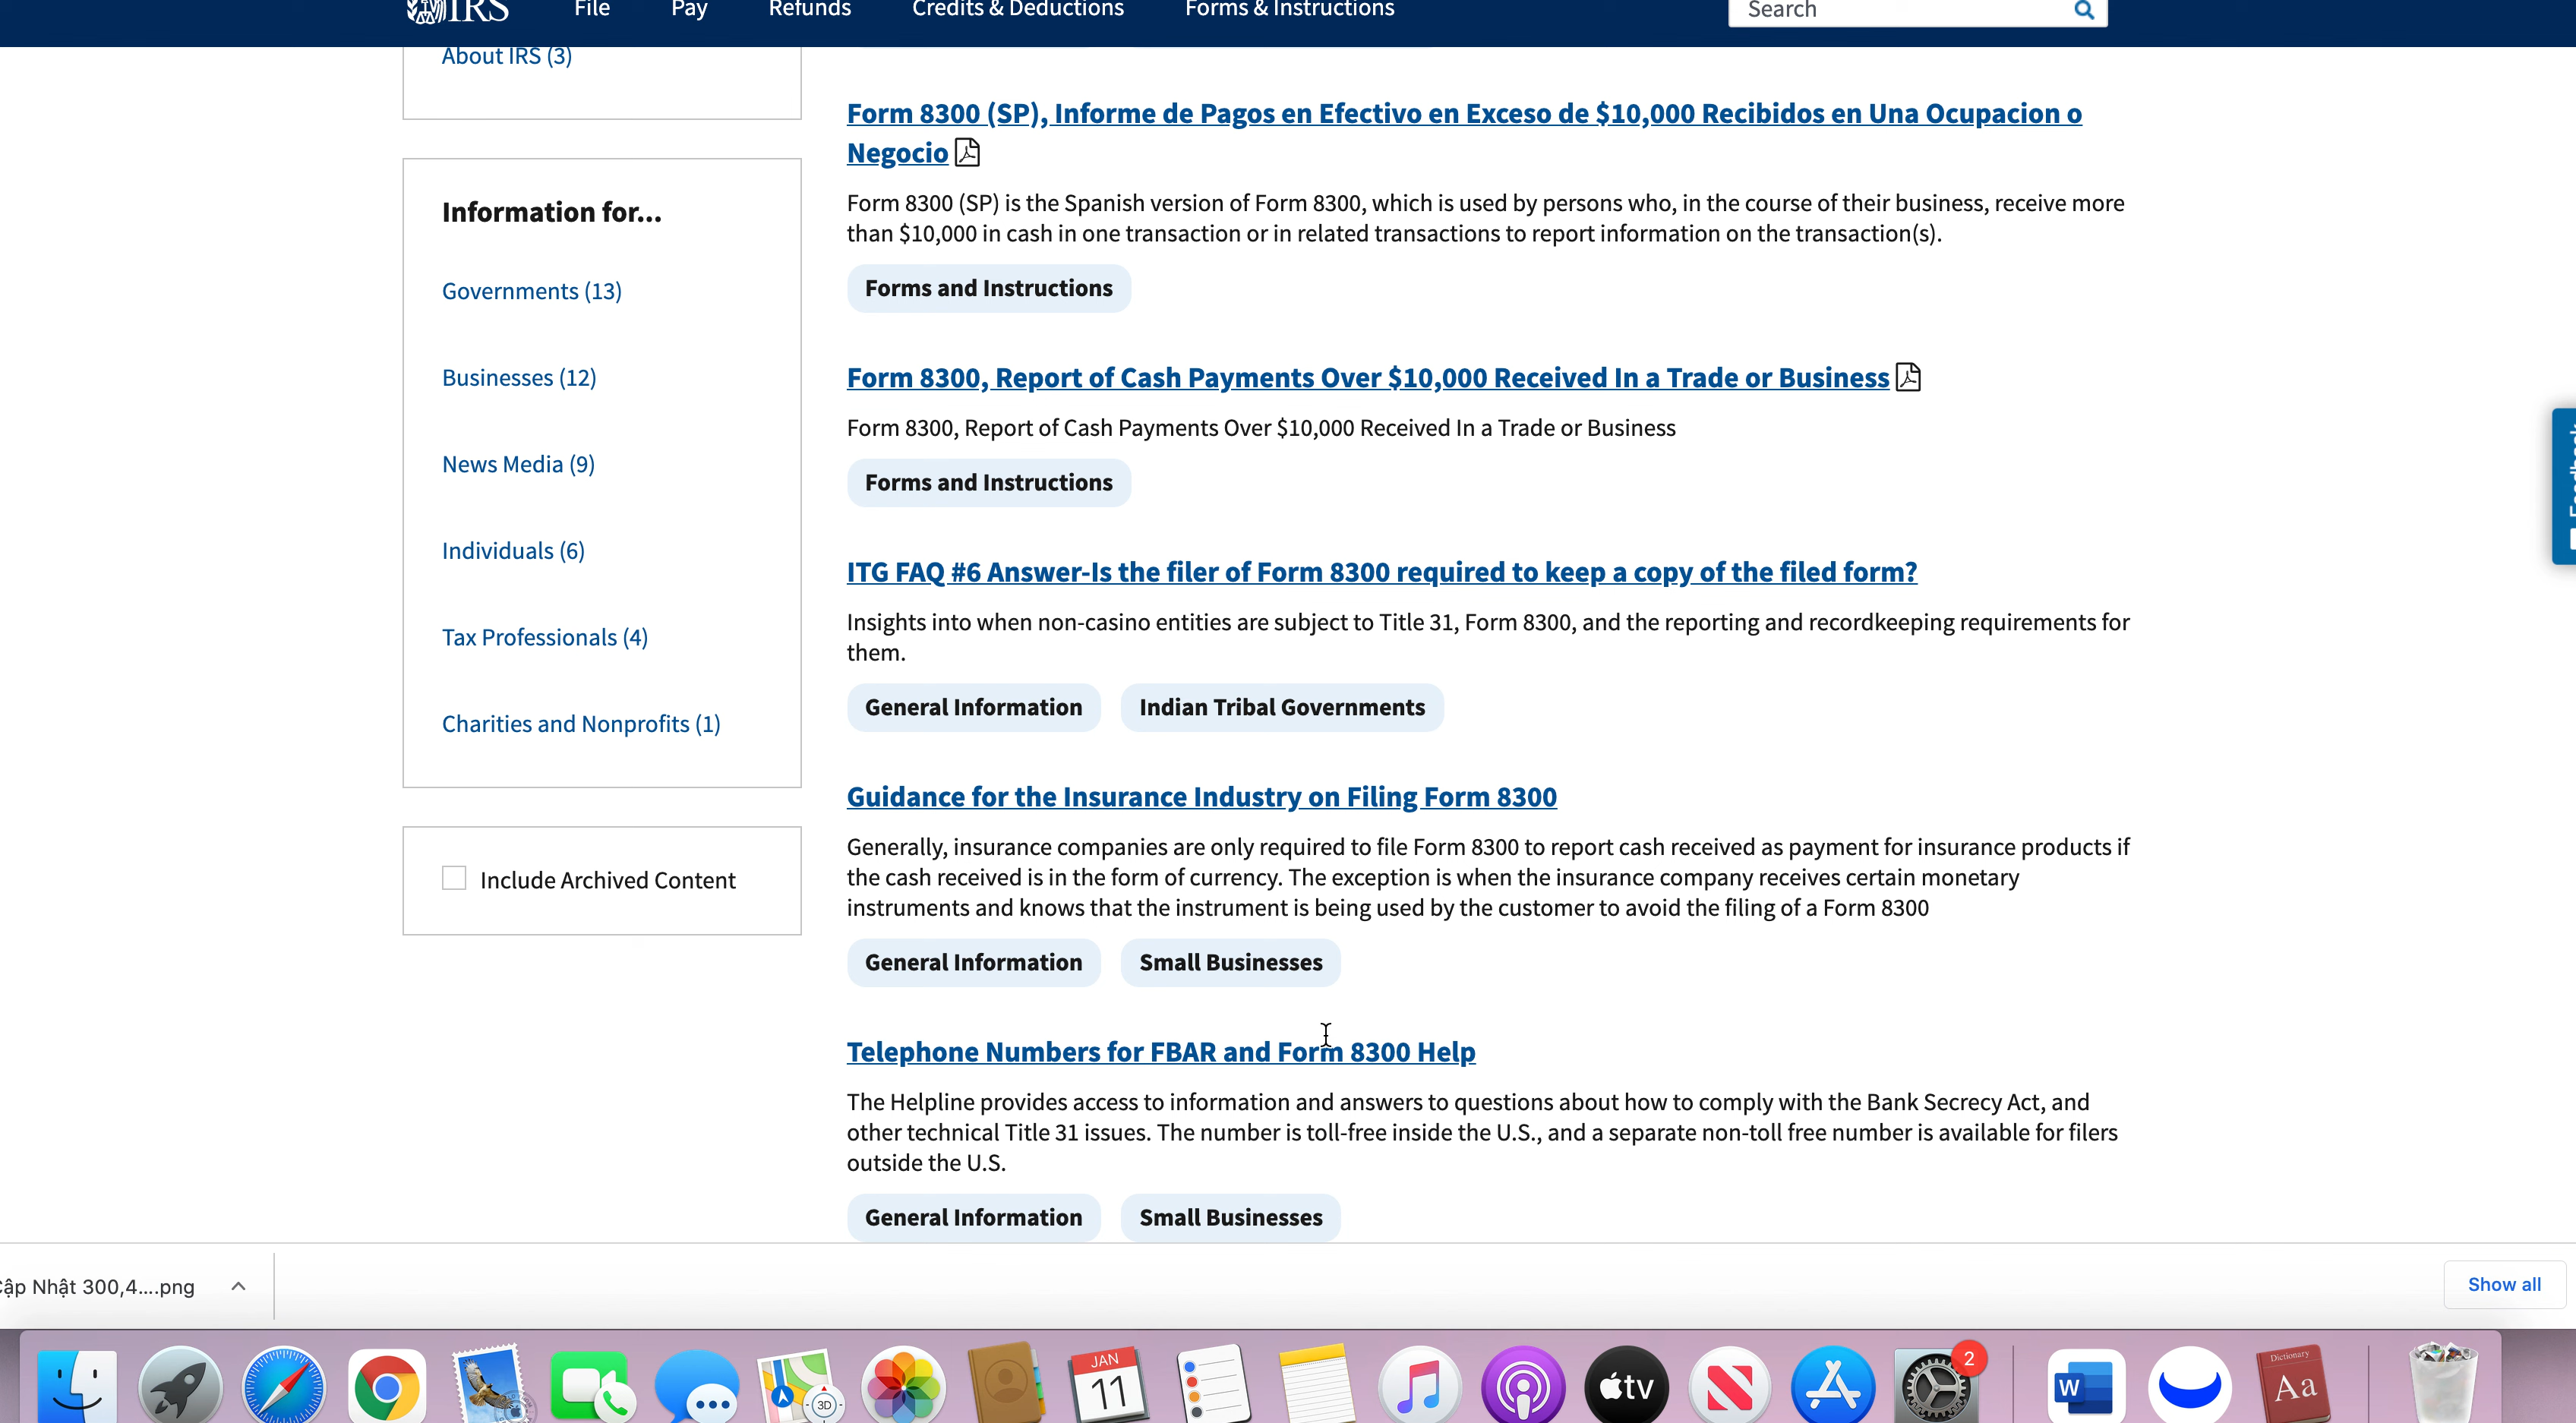 IRS File Pay Refunds Credits & Deductions Forms & Instructions Search
About IRS (3)
Information for...
Governments (13)
Businesses (12)
News Media (9)
Individuals (6)
Tax Professionals (4)
Charities and Nonprofits (1)
Include Archived Content
Form 8300 (SP), Informe de Pagos en Efectivo en Exceso de $10,000 Recibidos en Una Ocupacion o
Negocio
Form 8300 (SP) is the Spanish version of Form 8300, which is used by persons who, in the course of their business, receive more
than $10,000 in cash in one transaction or in related transactions to report information on the transaction(s).
Forms and Instructions
Form 8300, Report of Cash Payments Over $10,000 Received In a Trade or Business
Form 8300, Report of Cash Payments Over $10,000 Received In a Trade or Business
Forms and Instructions
ITG FAQ #6 Answer-Is the filer of Form 8300 required to keep a copy of the filed form?
Insights into when non-casino entities are subject to Title 31, Form 8300, and the reporting and recordkeeping requirements for
them.
General Information Indian Tribal Governments
Guidance for the Insurance Industry on Filing Form 8300
Generally, insurance companies are only required to file Form 8300 to report cash received as payment for insurance products if
the cash received is in the form of currency. The exception is when the insurance company receives certain monetary
instruments and knows that the instrument is being used by the customer to avoid the filing of a Form 8300
General Information Small Businesses
Telephone Numbers for FBAR and Form 8300 Help
The Helpline provides access to information and answers to questions about how to comply with the Bank Secrecy Act, and
other technical Title 31 issues. The number is toll-free inside the U.S., and a separate non-toll free number is available for filers
outside the U.S.
General Information Small Businesses
Nhật 300,4....png
Show all
3D
JAN
11
tv
2
W
Dictionary
Aa